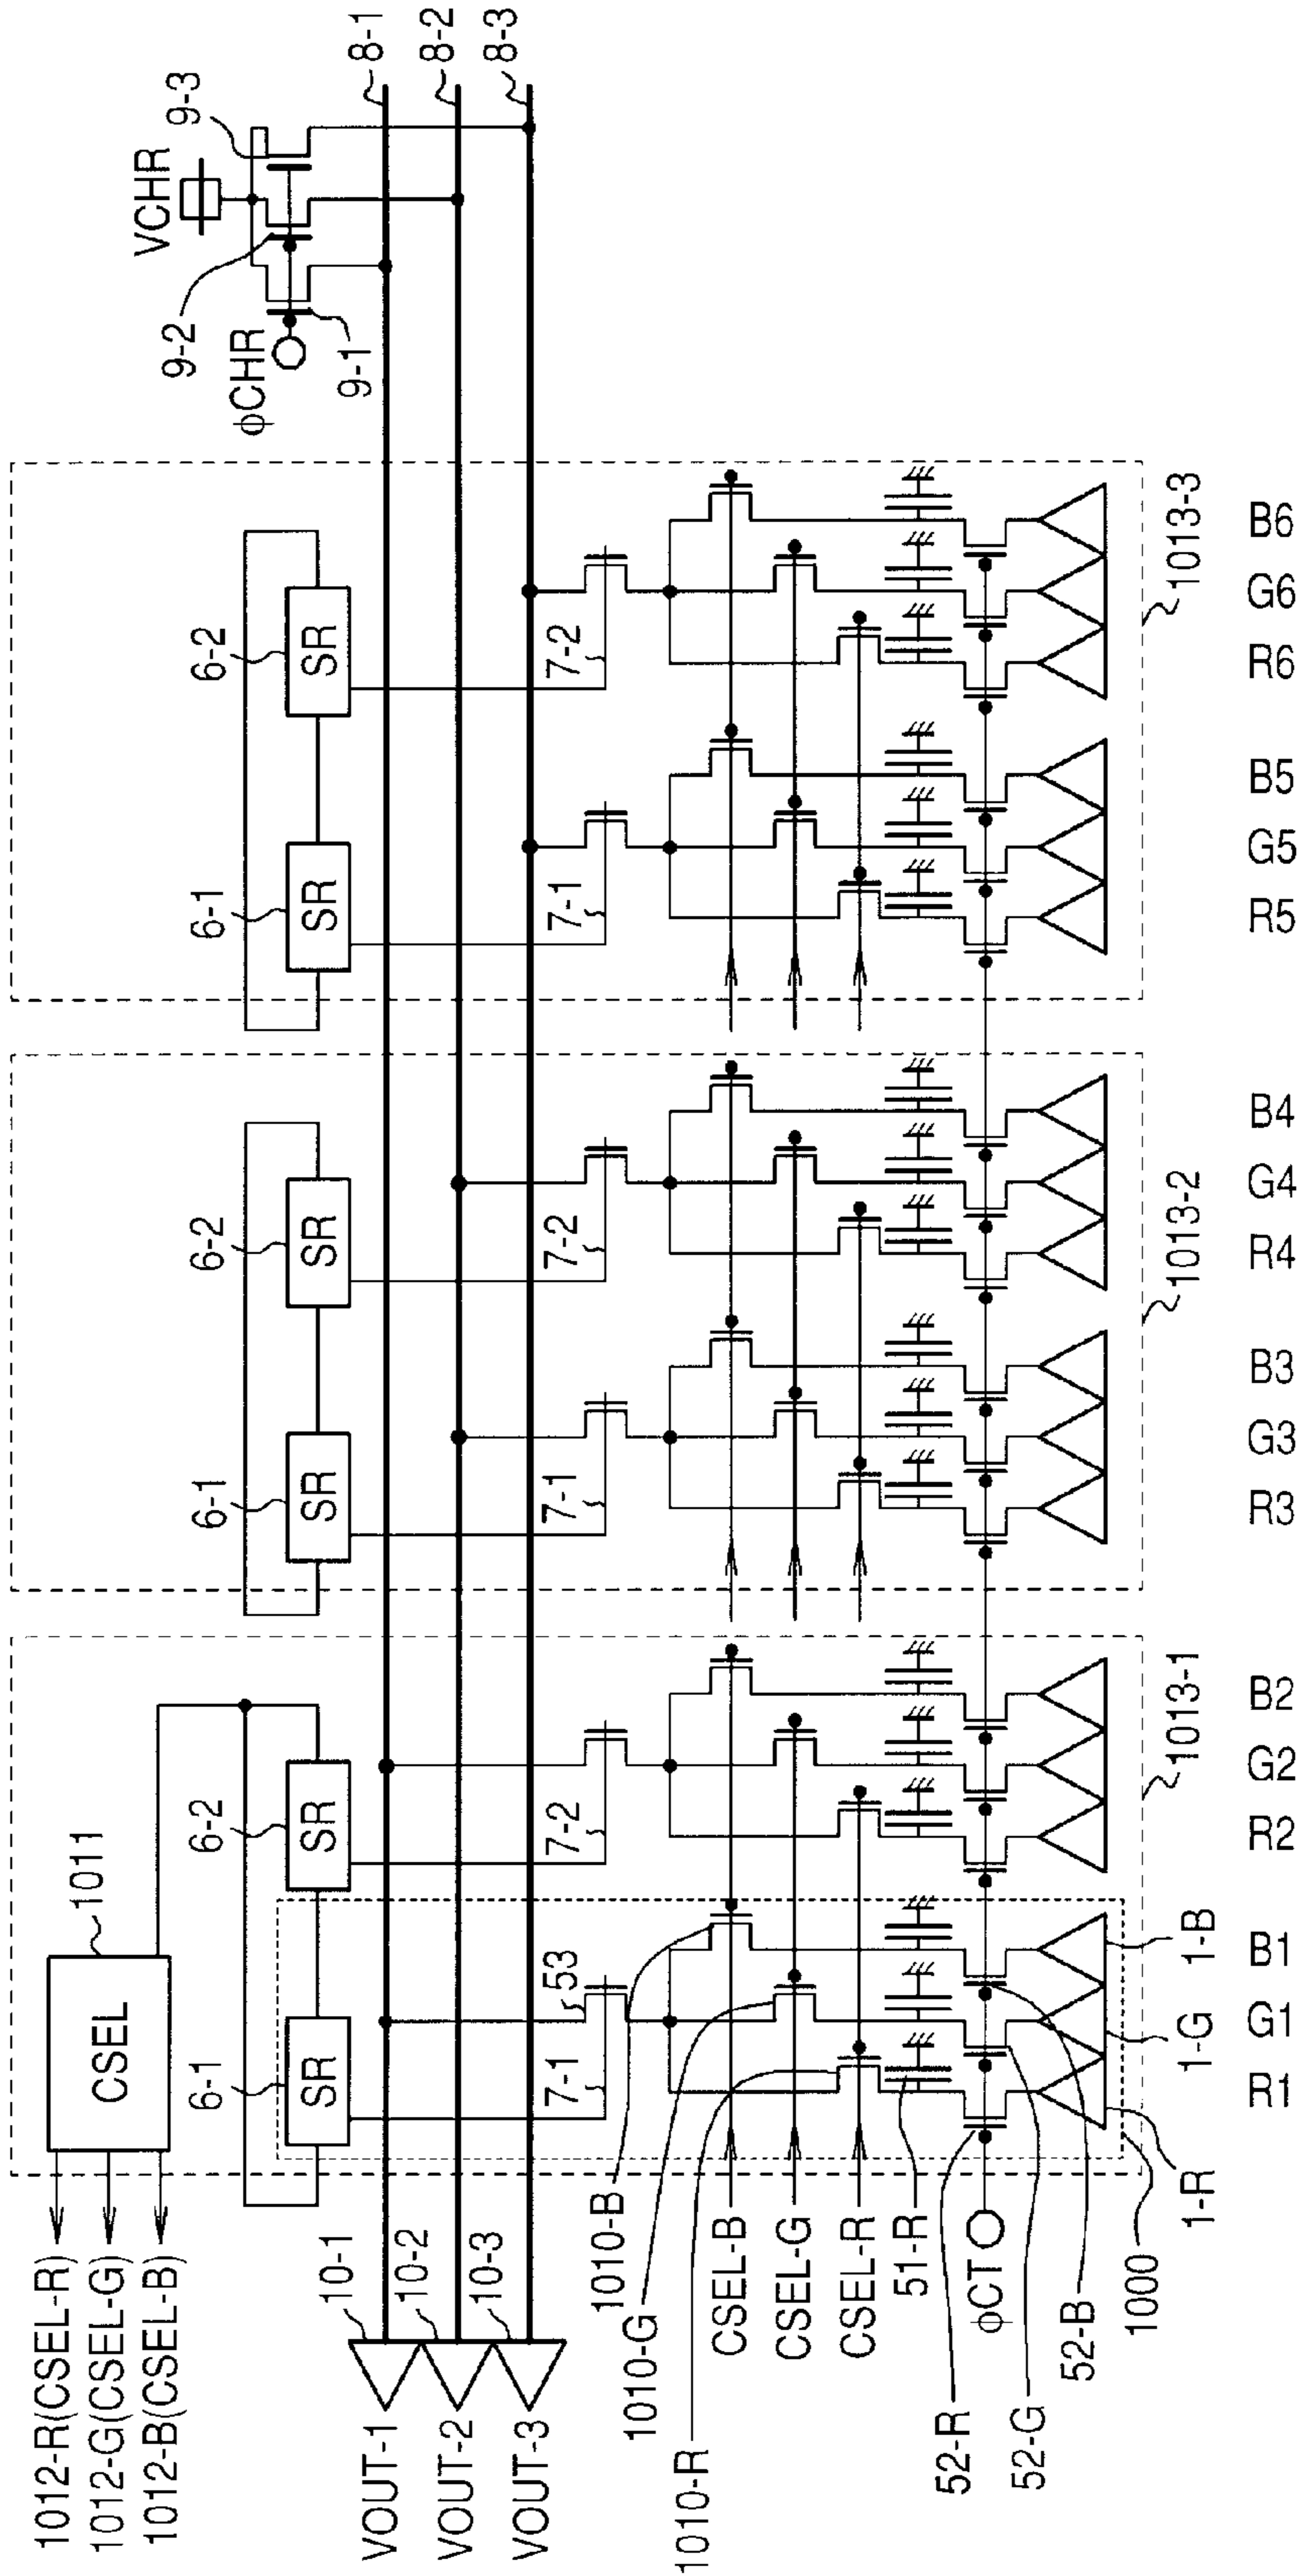 1012-R(CSEL-R)
1012-G(CSEL-G)
1012-B(CSEL-B)
CSEL
1011
6-1
SR
6-2
SR
6-1
SR
6-2
SR
6-1
SR
6-2
SR
VCHR
φCHR
9-1
9-2
9-3
8-1
8-2
8-3
10-1
10-2
10-3
VOUT-1
VOUT-2
VOUT-3
7-1
53
7-2
7-1
7-2
7-1
7-2
1010-B
1010-G
1010-R
CSEL-B
CSEL-G
CSEL-R
51-R
φCT
52-R
52-G
52-B
1000
1-R
1-G
1-B
1013-1
1013-2
1013-3
R1
G1
B1
R2
G2
B2
R3
G3
B3
R4
G4
B4
R5
G5
B5
R6
G6
B6